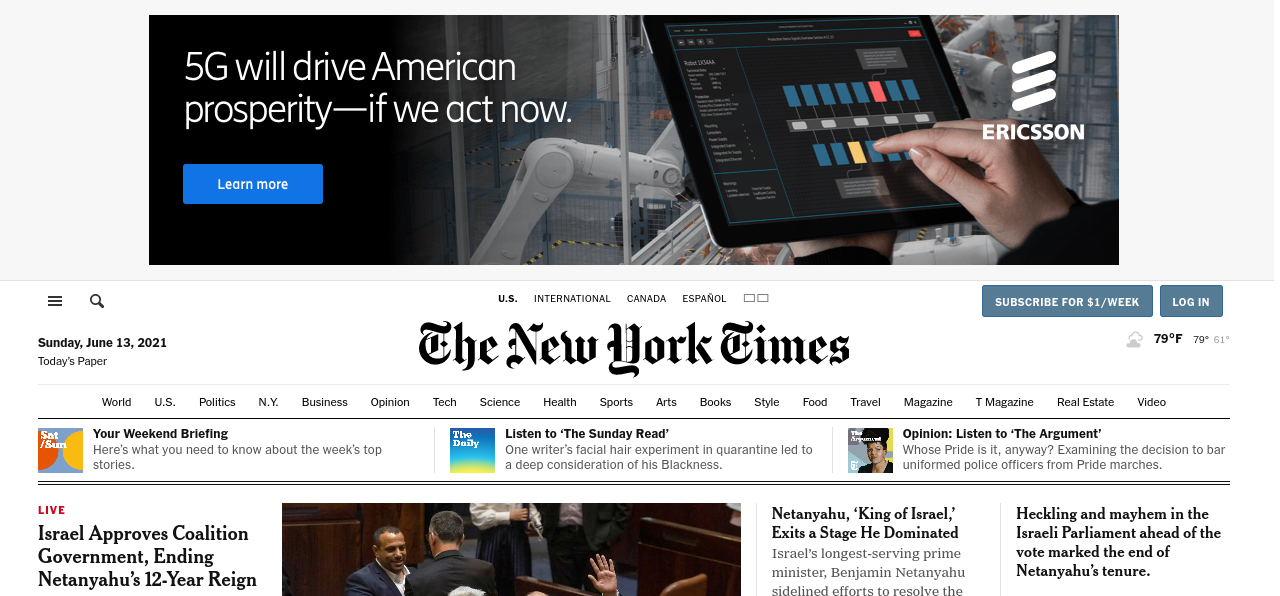 5G will drive American
prosperity—if we act now.
Learn more
ERICSSON
Robot 1X34AA
U.S.
INTERNATIONAL
CANADA
ESPAÑOL
SUBSCRIBE FOR $1/WEEK
LOG IN
Sunday, June 13, 2021
Today's Paper
The New York Times
79°F
79° 61°
World
U.S.
Politics
N.Y.
Business
Opinion
Tech
Science
Health
Sports
Arts
Books
Style
Food
Travel
Magazine
T Magazine
Real Estate
Video
Sat
/Sun
Your Weekend Briefing
Here's what you need to know about the week's top
stories.
The
Daily
Listen to ‘The Sunday Read’
One writer's facial hair experiment in quarantine led to
a deep consideration of his Blackness.
The
Argument
Opinion: Listen to ‘The Argument’
Whose Pride is it, anyway? Examining the decision to bar
uniformed police officers from Pride marches.
LIVE
Israel Approves Coalition
Government, Ending
Netanyahu's 12-Year Reign
Netanyahu, ‘King of Israel,’
Exits a Stage He Dominated
Israel's longest-serving prime
minister, Benjamin Netanyahu
sidelined efforts to resolve the
Heckling and mayhem in the
Israeli Parliament ahead of the
vote marked the end of
Netanyahu's tenure.